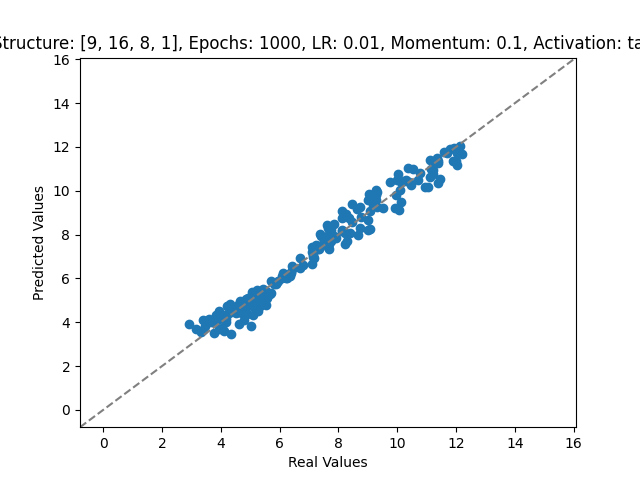 Structure: [9, 16, 8, 1], Epochs: 1000, LR: 0.01, Momentum: 0.1, Activation: ta
16
14
12
10
8
6
4
2
0
Predicted Values
0 2 4 6 8 10 12 14 16
Real Values